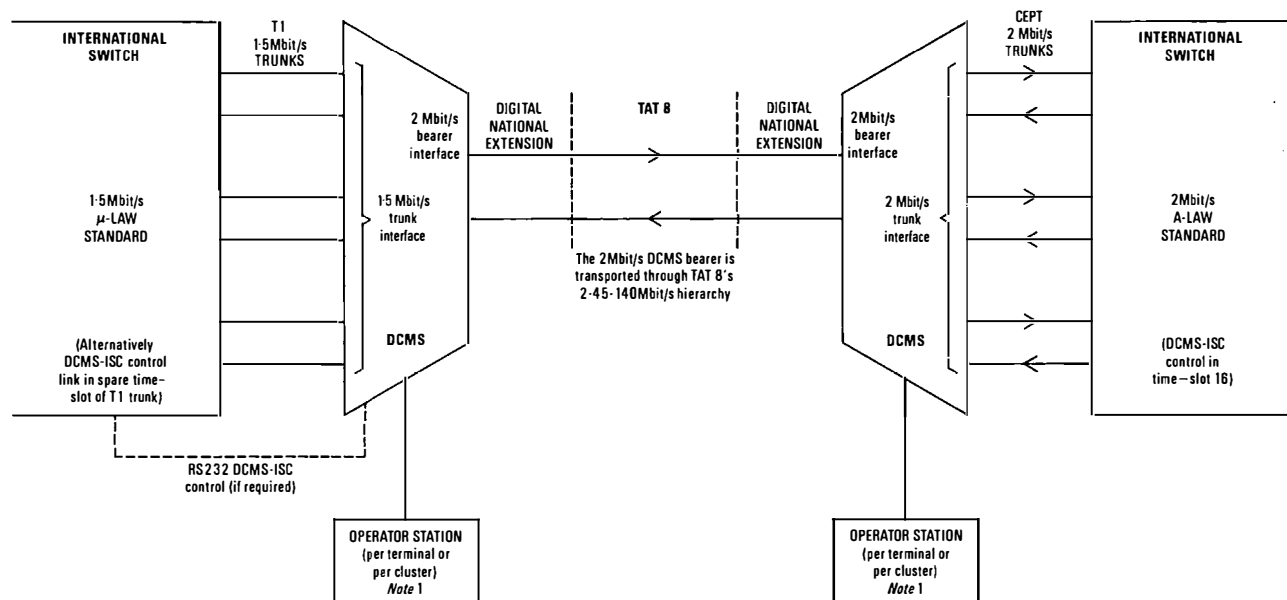 INTERNATIONAL
SWITCH
1·5Mbit/s
μ-LAW
STANDARD
(Alternatively
DCMS-ISC control
link in spare time-
slot of T1 trunk)
T1
1·5Mbit/s
TRUNKS
2 Mbit/s
bearer
interface
1·5 Mbit/s
trunk
interface
DCMS
RS232 DCMS-ISC
control (if required)
OPERATOR STATION
(per terminal or
per cluster)
Note 1
DIGITAL
NATIONAL
EXTENSION
TAT 8
The 2Mbit/s DCMS bearer is
transported through TAT 8's
2-45-140Mbit/s hierarchy
DIGITAL
NATIONAL
EXTENSION
2Mbit/s
bearer
interface
2 Mbit/s
trunk
interface
DCMS
OPERATOR STATION
(per terminal or
per cluster)
Note 1
CEPT
2 Mbit/s
TRUNKS
INTERNATIONAL
SWITCH
2Mbit/s
A-LAW
STANDARD
(DCMS-ISC
control in
time—slot 16)